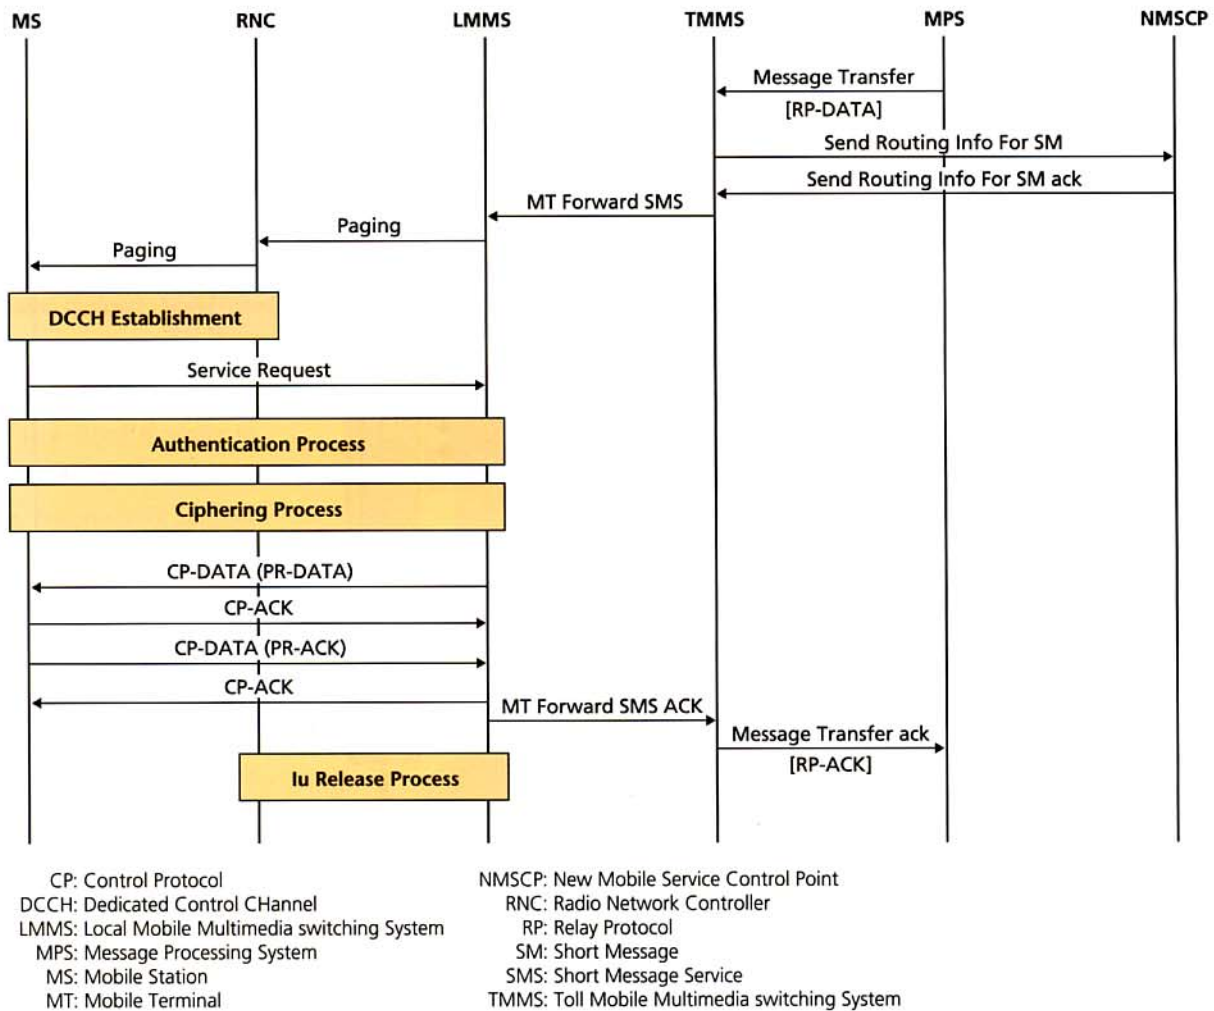 MS RNC LMMS TMMS MPS NMSCP
Message Transfer
[RP-DATA]
Send Routing Info For SM
Send Routing Info For SM ack
MT Forward SMS
Paging
Paging
DCCH Establishment
Service Request
Authentication Process
Ciphering Process
CP-DATA (PR-DATA)
CP-ACK
CP-DATA (PR-ACK)
CP-ACK
MT Forward SMS ACK
Message Transfer ack
[RP-ACK]
Iu Release Process
CP: Control Protocol
DCCH: Dedicated Control CHannel
LMMS: Local Mobile Multimedia switching System
MPS: Message Processing System
MS: Mobile Station
MT: Mobile Terminal
NMSCP: New Mobile Service Control Point
RNC: Radio Network Controller
RP: Relay Protocol
SM: Short Message
SMS: Short Message Service
TMMS: Toll Mobile Multimedia switching System